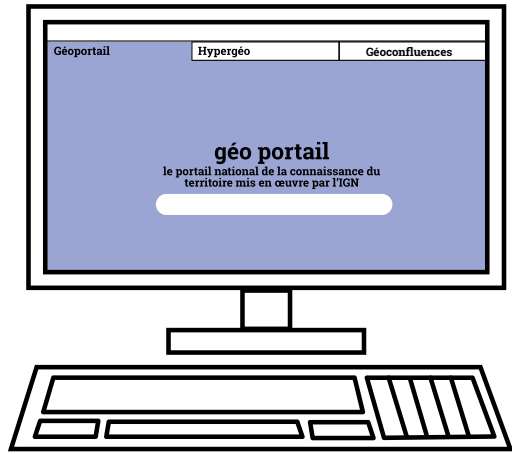 Géoportail
Hypergéo
Géoconfluences
géo portail
le portail national de la connaissance du
territoire mis en œuvre par l'IGN